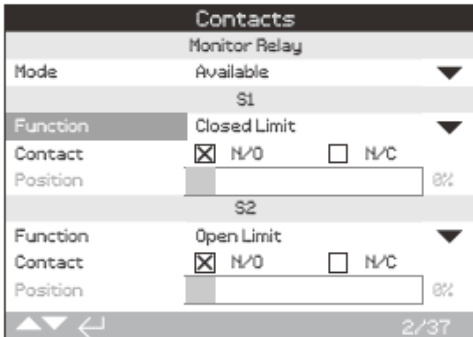 Contacts
Monitor Relay
Mode Available
S1
Function Closed Limit
Contact N/O N/C
Position 0%
S2
Function Open Limit
Contact N/O N/C
Position 0%
2/37